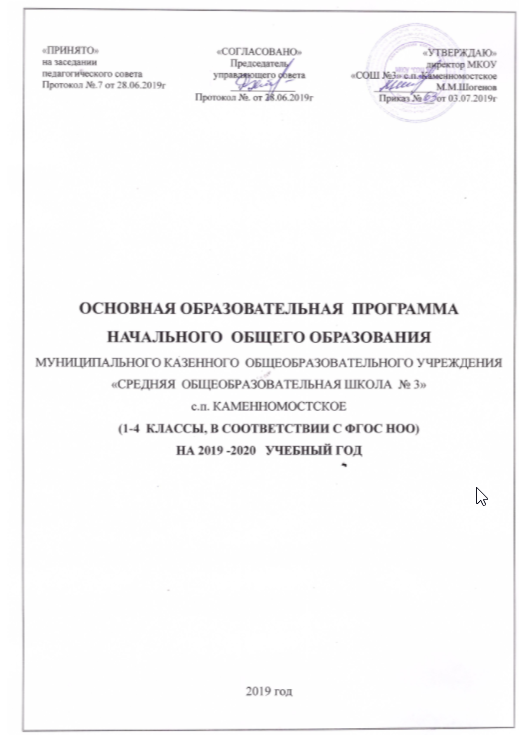 «ПРИНЯТО»
на заседании
педагогического совета
Протокол №.7 от 28.06.2019г
«СОГЛАСОВАНО»
Председатель
управляющего совета
Протокол №. от 28.06.2019г
«УТВЕРЖДАЮ»
директор МКОУ
«СОШ №3» с.п.Каменномостское
М.М.Шогенов
Приказ № 63 от 03.07.2019г
ОСНОВНАЯ ОБРАЗОВАТЕЛЬНАЯ ПРОГРАММА
НАЧАЛЬНОГО ОБЩЕГО ОБРАЗОВАНИЯ
МУНИЦИПАЛЬНОГО КАЗЕННОГО ОБЩЕОБРАЗОВАТЕЛЬНОГО УЧРЕЖДЕНИЯ
«СРЕДНЯЯ ОБЩЕОБРАЗОВАТЕЛЬНАЯ ШКОЛА № 3»
с.п. КАМЕННОМОСТСКОЕ
(1-4 КЛАССЫ, В СООТВЕТСТВИИ С ФГОС НОО)
НА 2019 -2020 УЧЕБНЫЙ ГОД
2019 год